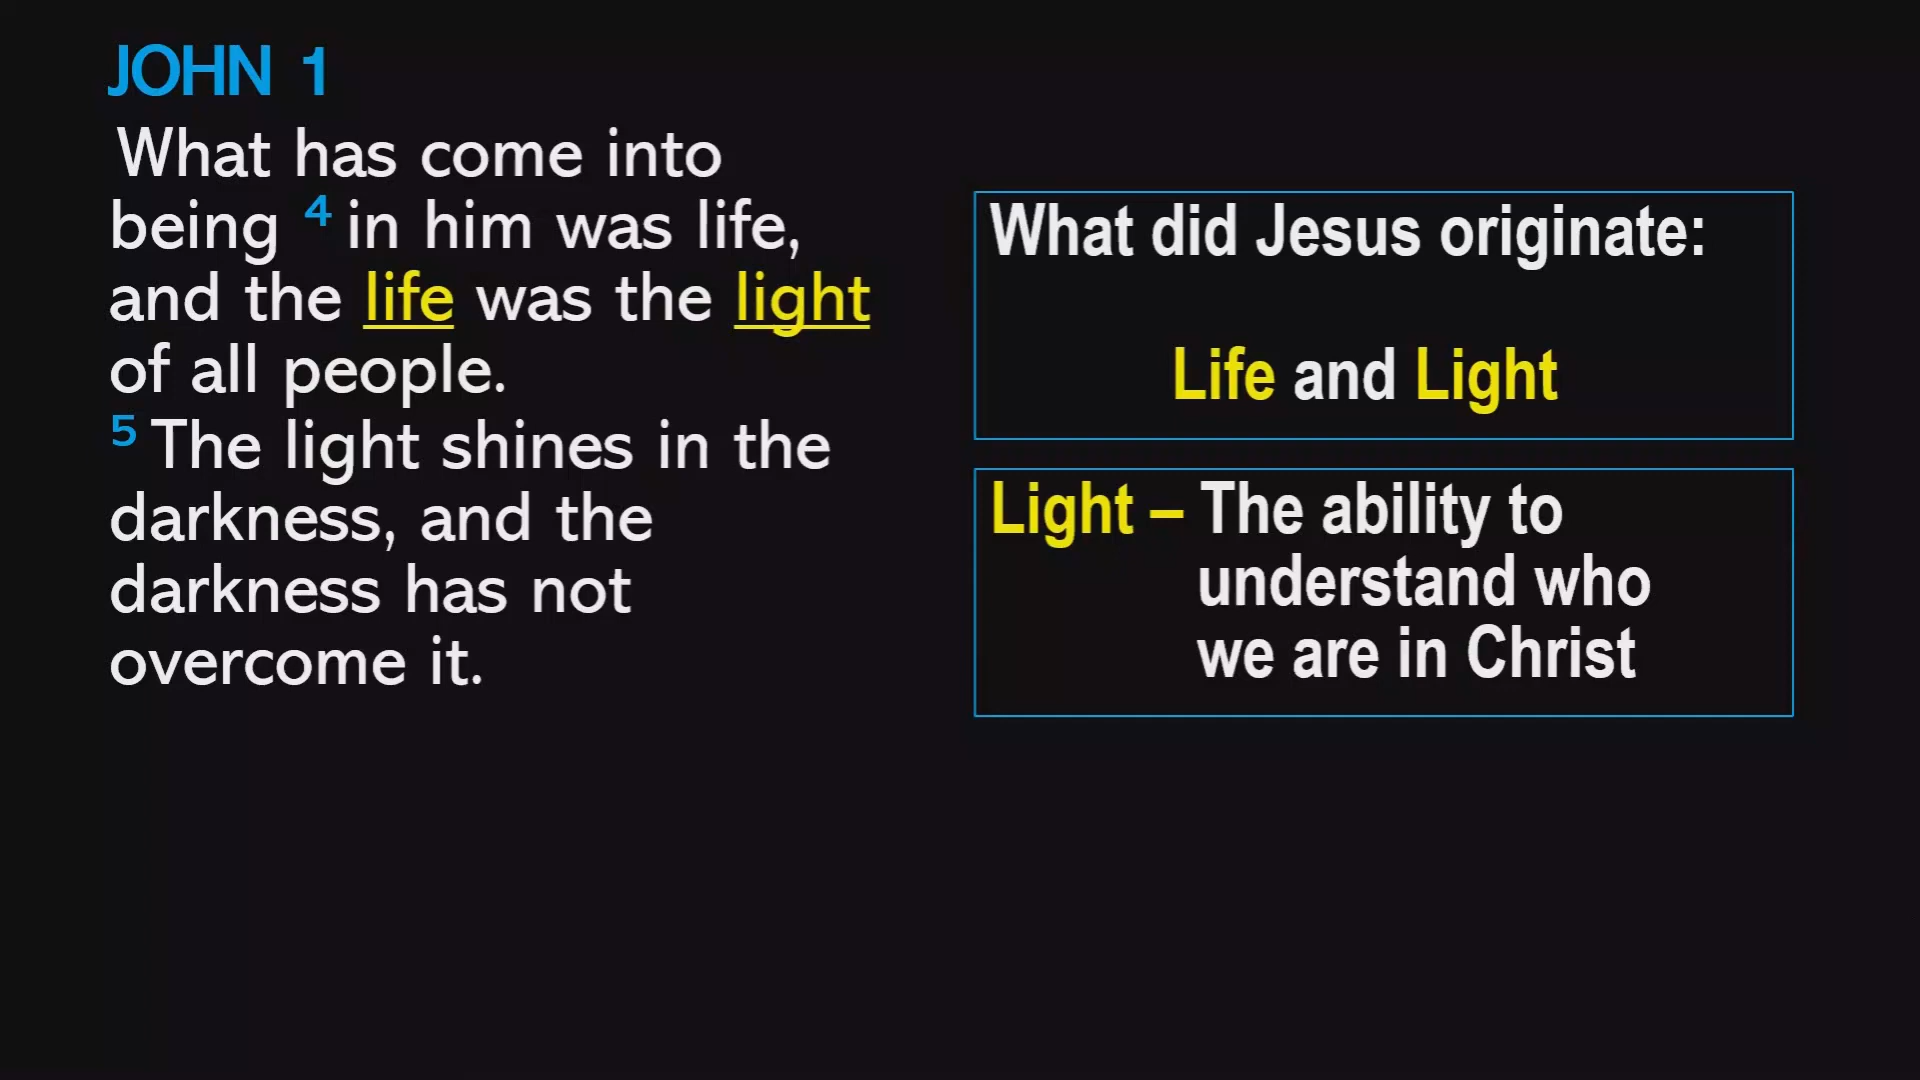 JOHN 1
What has come into
being 4 in him was life,
and the life was the light
of all people.
5 The light shines in the
darkness, and the
darkness has not
overcome it.
What did Jesus originate:
Life and Light
Light – The ability to
understand who
we are in Christ